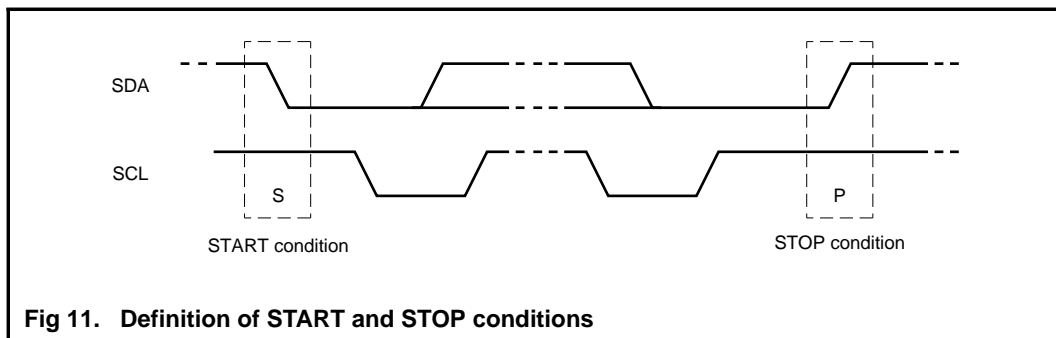 SDA
SCL
S
P
START condition
STOP condition
Fig 11. Definition of START and STOP conditions